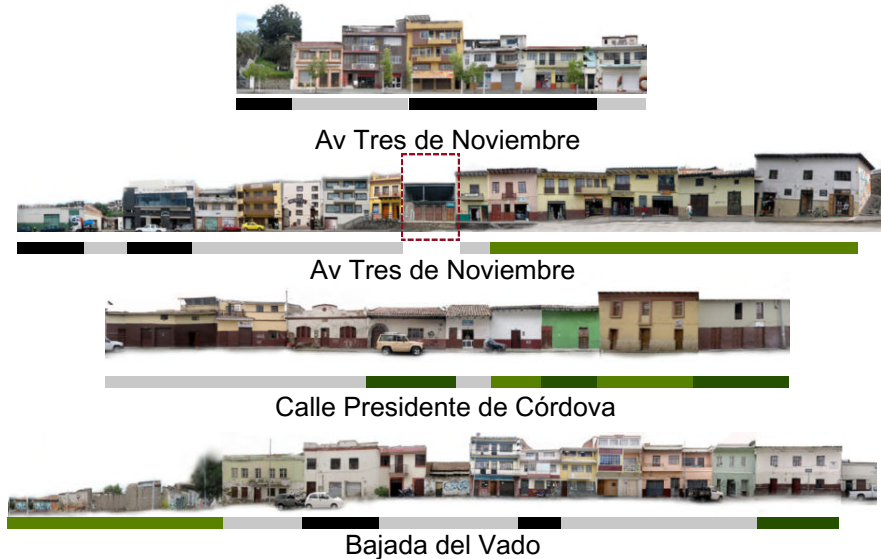 Av Tres de Noviembre
Av Tres de Noviembre
Calle Presidente de Córdova
Bajada del Vado